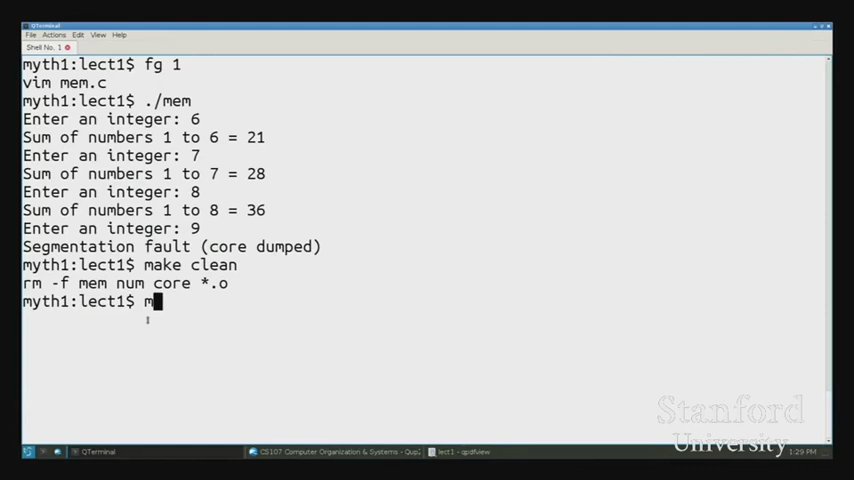 QTerminal
File Actions Edit View Help
Shell No. 1
myth1:lect1$ fg 1
vim mem.c
myth1:lect1$ ./mem
Enter an integer: 6
Sum of numbers 1 to 6 = 21
Enter an integer: 7
Sum of numbers 1 to 7 = 28
Enter an integer: 8
Sum of numbers 1 to 8 = 36
Enter an integer: 9
Segmentation fault (core dumped)
myth1:lect1$ make clean
rm -f mem num core *.o
myth1:lect1$ m
Stanford
University
QTerminal CS107 Computer Organization & Systems - Qup lect1 - qpdfview 1:29 PM